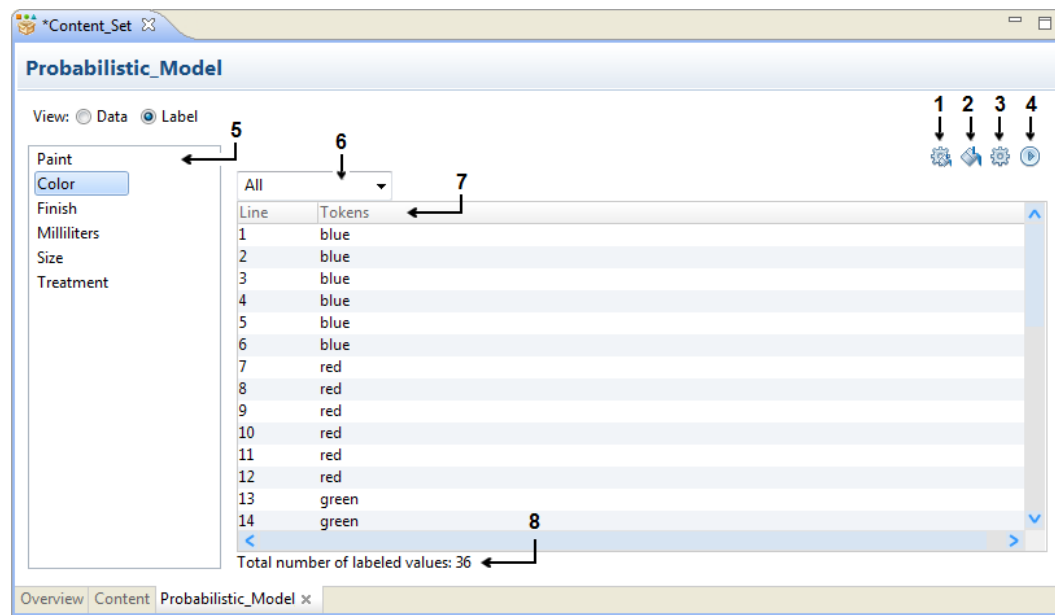 *Content_Set
Probabilistic_Model
View: Data Label
1 2 3 4
5
6
7
Paint
Color
Finish
Milliliters
Size
Treatment
All
Line Tokens
1 blue
2 blue
3 blue
4 blue
5 blue
6 blue
7 red
8 red
9 red
10 red
11 red
12 red
13 green
14 green
8
Total number of labeled values: 36
Overview Content Probabilistic_Model